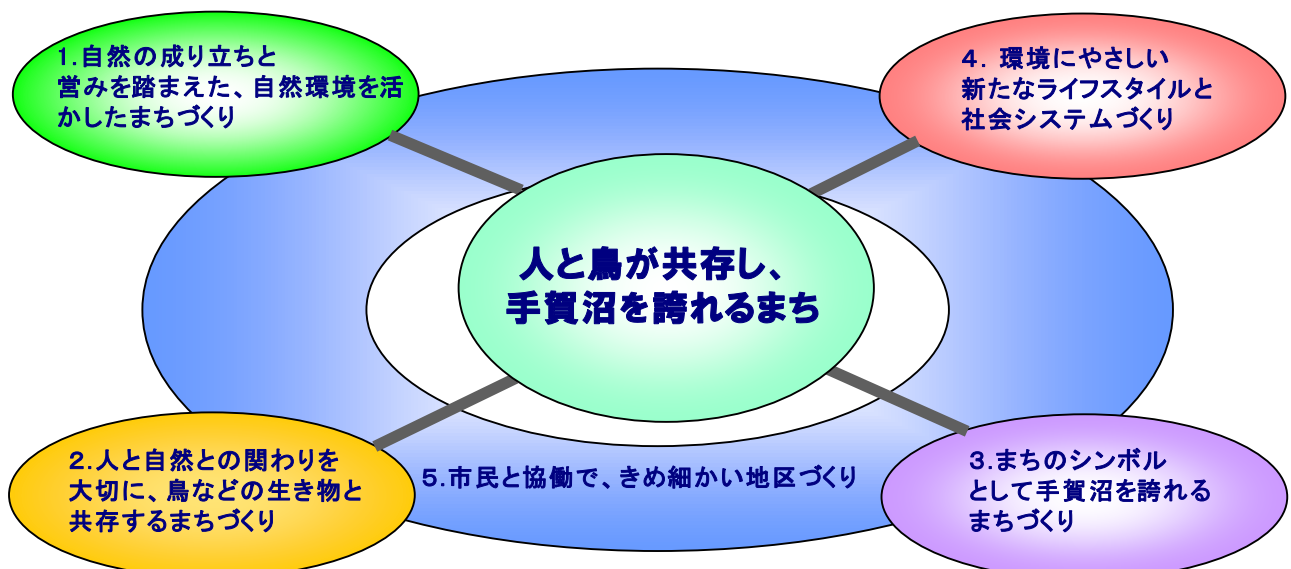 1.自然の成り立ちと
営みを踏まえた、自然環境を活
かしたまちづくり
4. 環境にやさしい
新たなライフスタイルと
社会システムづくり
人と鳥が共存し、
手賀沼を誇れるまち
2.人と自然との関わりを
大切に、鳥などの生き物と
共存するまちづくり
5.市民と協働で、きめ細かい地区づくり
3.まちのシンボル
として手賀沼を誇れる
まちづくり